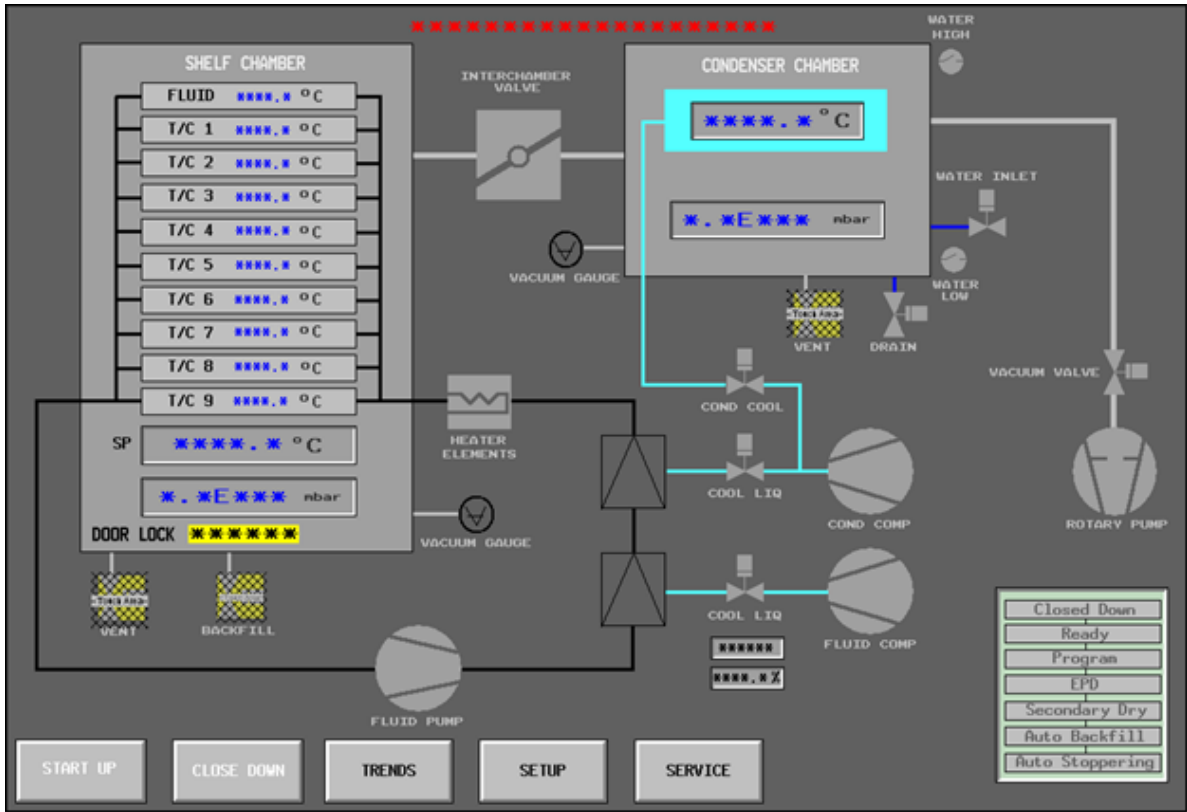 ********************
WATER
HIGH
SHELF CHAMBER
CONDENSER CHAMBER
INTERCHAMBER
VALVE
FLUID ****.* °C
T/C 1 ****.* °C
T/C 2 ****.* °C
T/C 3 ****.* °C
T/C 4 ****.* °C
T/C 5 ****.* °C
T/C 6 ****.* °C
T/C 7 ****.* °C
T/C 8 ****.* °C
T/C 9 ****.* °C
SP ****.* °C
*.*E*** mbar
DOOR LOCK ******
VENT
BACKFILL
****.* °C
*.*E*** mbar
VACUUM GAUGE
WATER INLET
WATER
LOW
VENT
DRAIN
VACUUM VALVE
COND COOL
HEATER
ELEMENTS
COOL LIQ
COND COMP
ROTARY PUMP
VACUUM GAUGE
COOL LIQ
FLUID COMP
******
****.*%
FLUID PUMP
Closed Down
Ready
Program
EPD
Secondary Dry
Auto Backfill
Auto Stoppering
START UP
CLOSE DOWN
TRENDS
SETUP
SERVICE